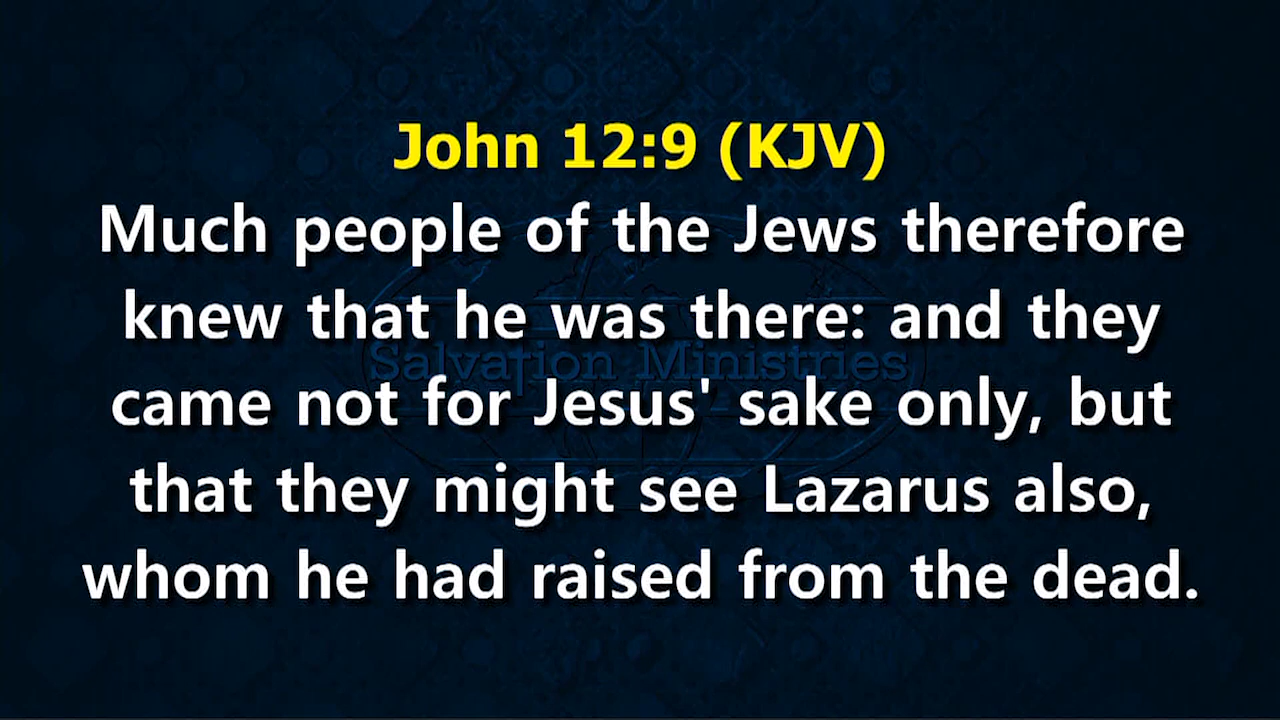 John 12:9 (KJV)
Much people of the Jews therefore
knew that he was there: and they
Salvation Ministries
came not for Jesus' sake only, but
that they might see Lazarus also,
whom he had raised from the dead.